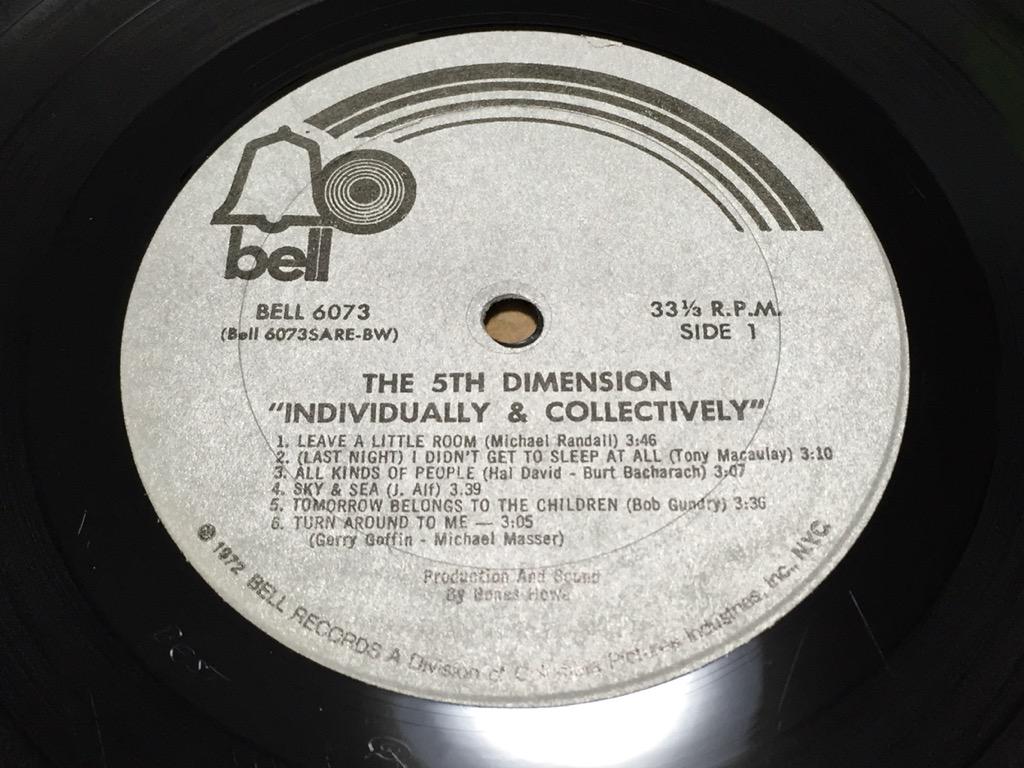 bell
BELL 6073
(Bell 6073SARE-BW)
33⅓ R.P.M.
SIDE 1
THE 5TH DIMENSION
"INDIVIDUALLY & COLLECTIVELY"
1. LEAVE A LITTLE ROOM (Michael Randall) 3:46
2. (LAST NIGHT) I DIDN'T GET TO SLEEP AT ALL (Tony Macaulay) 3:10
3. ALL KINDS OF PEOPLE (Hal David - Burt Bacharach) 3:07
4. SKY & SEA (J. Alf) 3.39
5. TOMORROW BELONGS TO THE CHILDREN (Bob Gundry) 3:36
6. TURN AROUND TO ME — 3:05
(Gerry Goffin - Michael Masser)
Production And Sound
By Bones Howe
℗ 1972 BELL RECORDS A Division of Columbia Pictures Industries, Inc., NYC